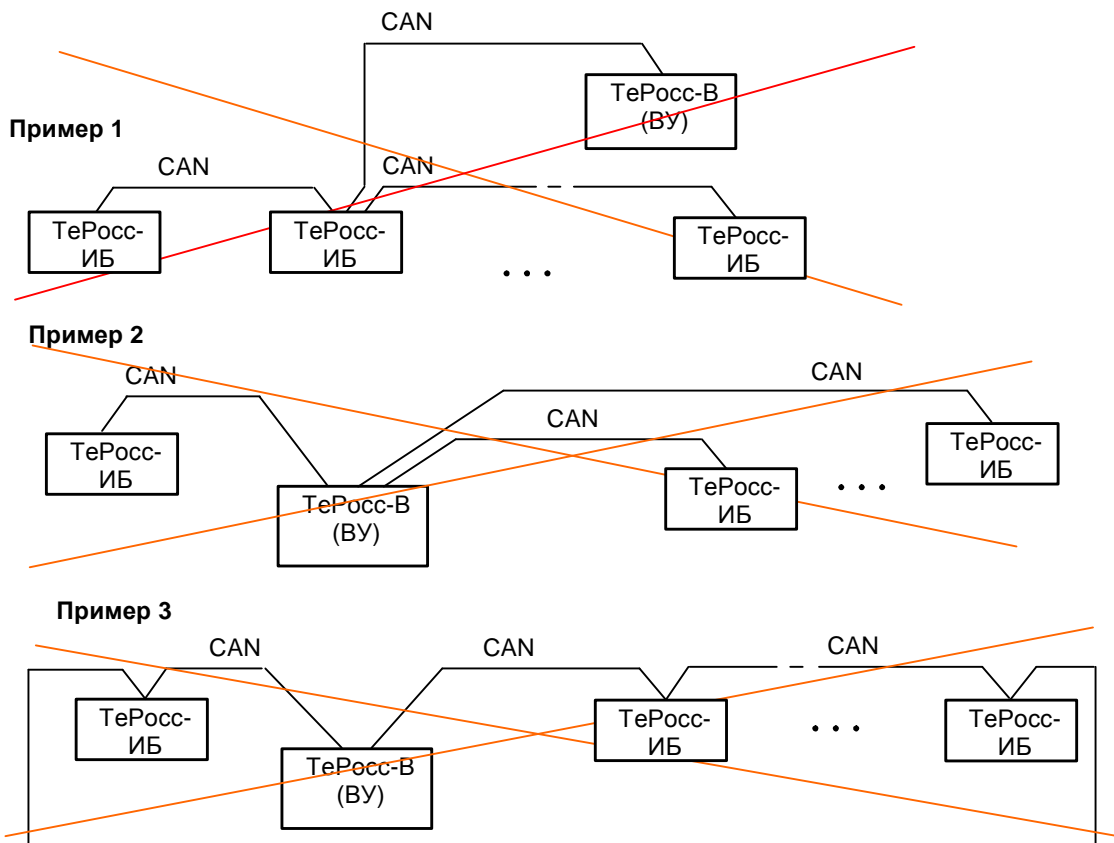 CAN
ТеРосс-В
(ВУ)
Пример 1
CAN
CAN
ТеРосс-
ИБ
ТеРосс-
ИБ
ТеРосс-
ИБ
. . .
Пример 2
CAN
CAN
CAN
ТеРосс-
ИБ
ТеРосс-В
(ВУ)
ТеРосс-
ИБ
. . .
ТеРосс-
ИБ
Пример 3
CAN
CAN
CAN
ТеРосс-
ИБ
ТеРосс-В
(ВУ)
ТеРосс-
ИБ
. . .
ТеРосс-
ИБ